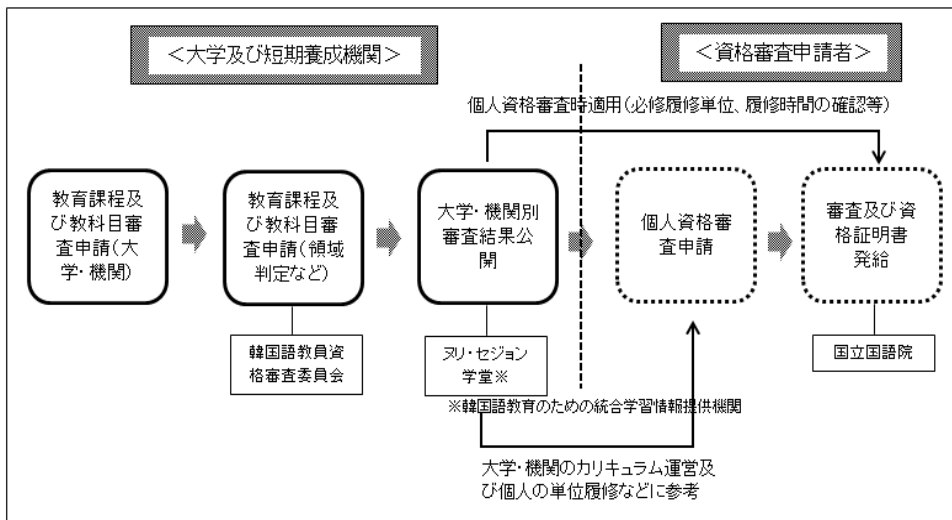 ＜大学及び短期養成機関＞
＜資格審査申請者＞
個人資格審査時適用(必修履修単位、履修時間の確認等)
教育課程及
び教科目審
査申請(大
学・機関)
教育課程及
び教科目審
査申請(領域
判定など)
大学・機関別
審査結果公
開
個人資格審
査申請
審査及び資
格証明書
発給
韓国語教員資
格審査委員会
ヌリ・セジョン
学堂※
国立国語院
※韓国語教育のための統合学習情報提供機関
大学・機関のカリキュラム運営及
び個人の単位履修などに参考